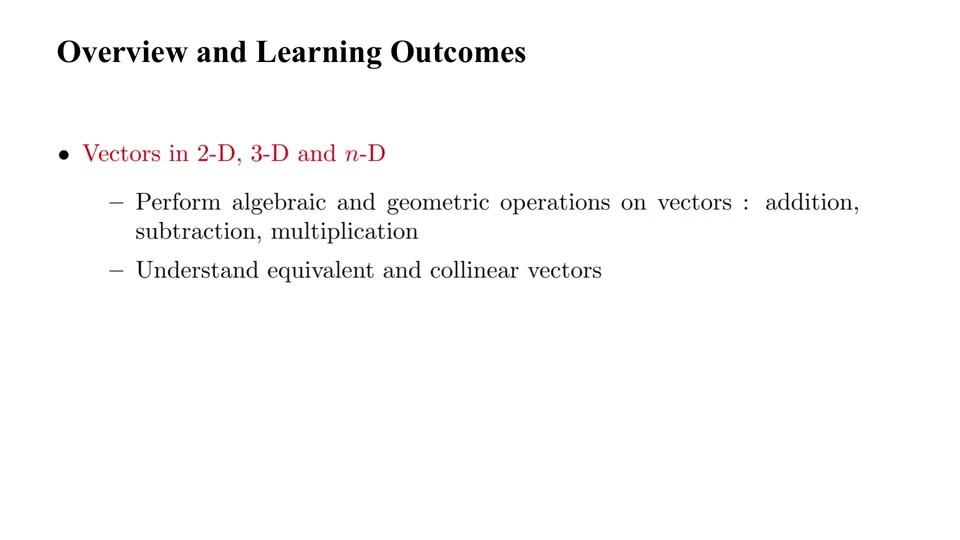 Overview and Learning Outcomes
• Vectors in 2-D, 3-D and n-D
– Perform algebraic and geometric operations on vectors : addition,
subtraction, multiplication
– Understand equivalent and collinear vectors